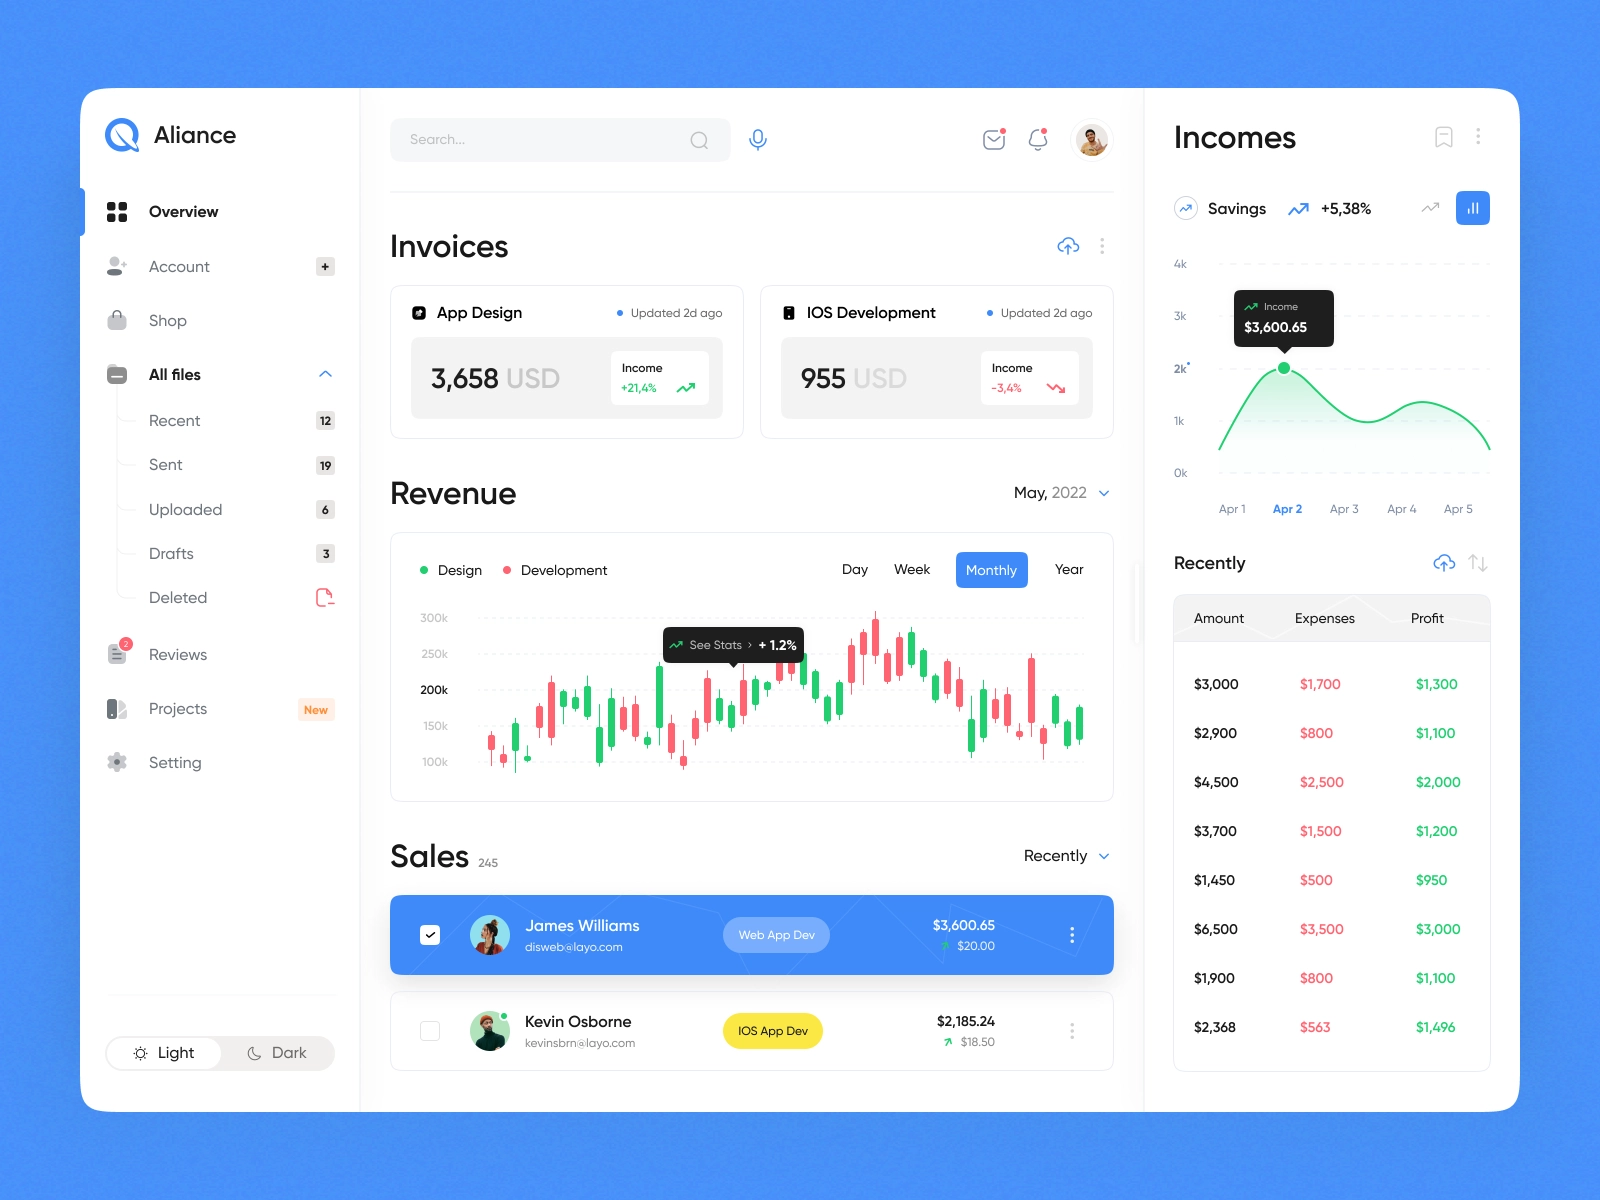 Aliance
Overview
Account +
Shop
All files
Recent 12
Sent 19
Uploaded 6
Drafts 3
Deleted
Reviews 2
Projects New
Setting
Light Dark
Search...
Invoices
App Design Updated 2d ago
3,658 USD
Income
+21,4%
IOS Development Updated 2d ago
955 USD
Income
-3,4%
Revenue
May, 2022
Design Development
Day Week Monthly Year
300k
250k
200k
150k
100k
See Stats › + 1.2%
Sales 245
Recently
James Williams
disweb@layo.com
Web App Dev
$3,600.65
$20.00
Kevin Osborne
kevinsbrn@layo.com
IOS App Dev
$2,185.24
$18.50
Incomes
Savings +5,38%
4k
3k
2k
1k
0k
Income
$3,600.65
Apr 1 Apr 2 Apr 3 Apr 4 Apr 5
Recently
Amount Expenses Profit
$3,000 $1,700 $1,300
$2,900 $800 $1,100
$4,500 $2,500 $2,000
$3,700 $1,500 $1,200
$1,450 $500 $950
$6,500 $3,500 $3,000
$1,900 $800 $1,100
$2,368 $563 $1,496